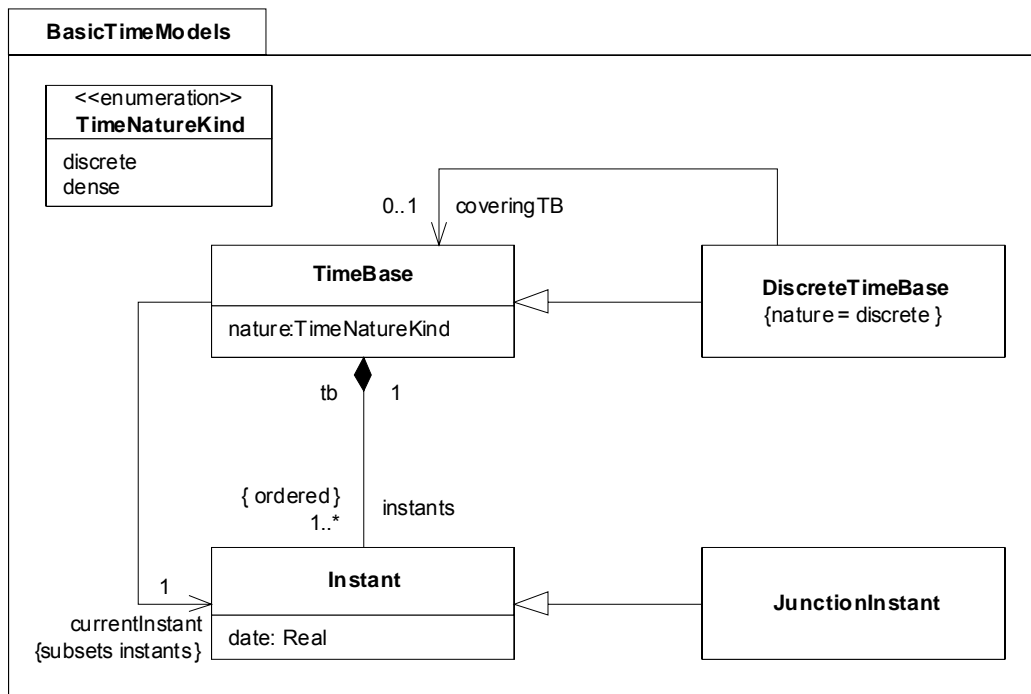 BasicTimeModels
<<enumeration>>
TimeNatureKind
discrete
dense
0..1 coveringTB
TimeBase
nature:TimeNatureKind
DiscreteTimeBase
{nature = discrete }
tb 1
{ ordered}
1..* instants
Instant
date: Real
JunctionInstant
1
currentInstant
{subsets instants}